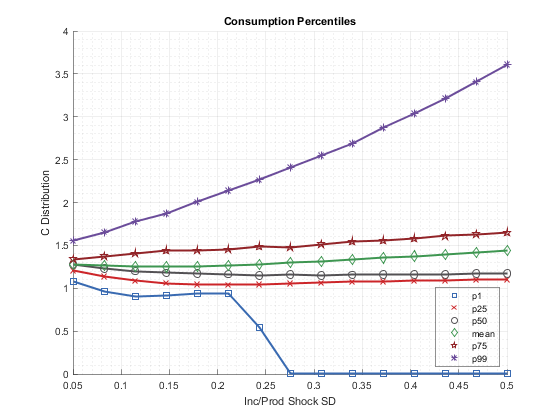 Consumption Percentiles
4
3.5
3
2.5
2
1.5
1
0.5
0
C Distribution
0.05
0.1
0.15
0.2
0.25
0.3
0.35
0.4
0.45
0.5
Inc/Prod Shock SD
p1
p25
p50
mean
p75
p99